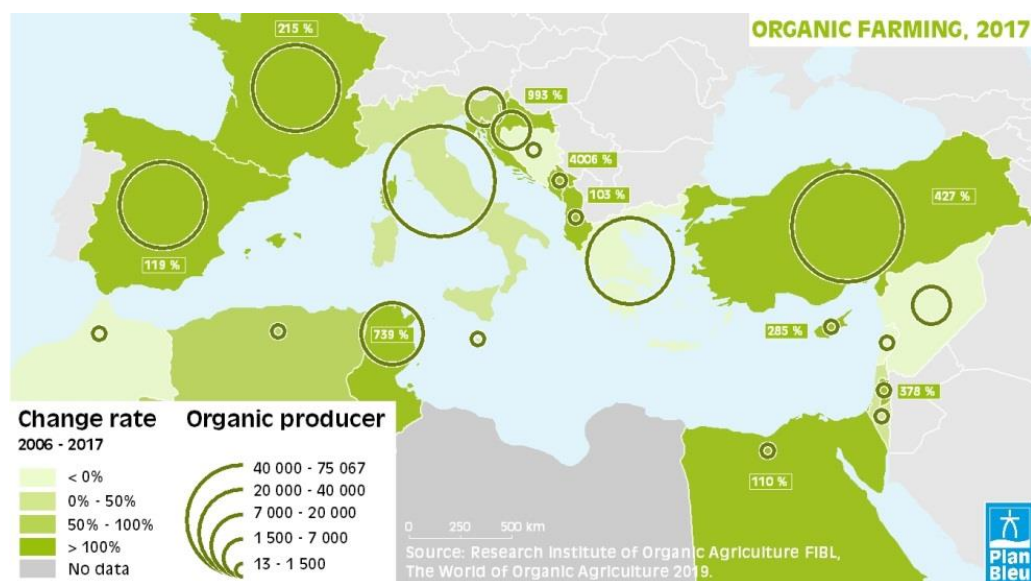 ORGANIC FARMING, 2017
215 %
993 %
4006 %
103 %
427 %
119 %
739 %
285 %
378 %
110 %
Change rate
2006 - 2017
< 0%
0% - 50%
50% - 100%
> 100%
No data
Organic producer
40 000 - 75 067
20 000 - 40 000
7 000 - 20 000
1 500 - 7 000
13 - 1 500
0 250 500 km
Source: Research Institute of Organic Agriculture FIBL,
The World of Organic Agriculture 2019.
Plan
Bleu